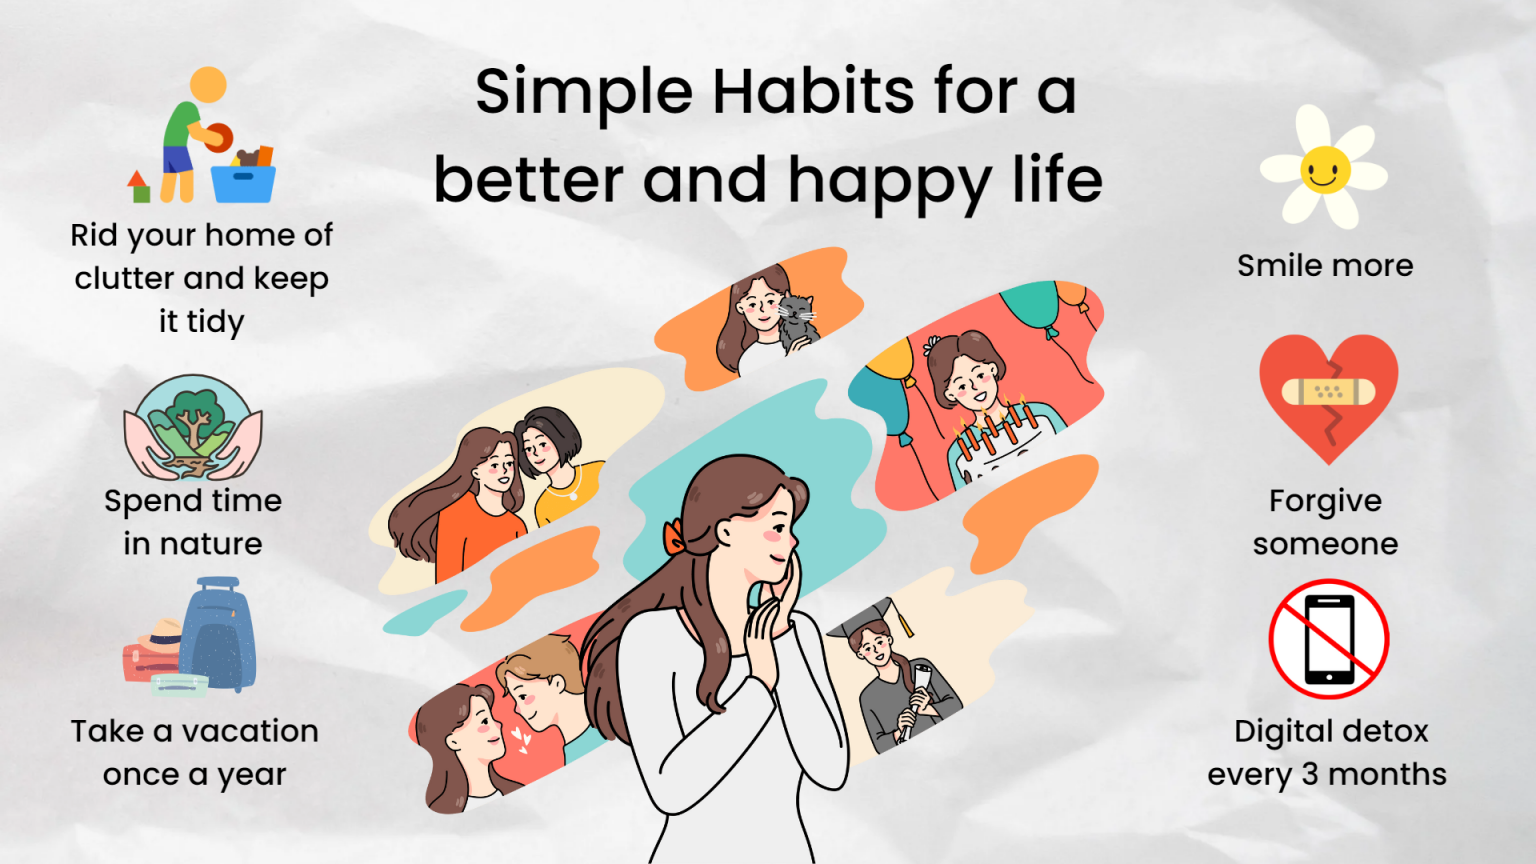 Simple Habits for a
better and happy life
Rid your home of
clutter and keep
it tidy
Spend time
in nature
Take a vacation
once a year
Smile more
Forgive
someone
Digital detox
every 3 months